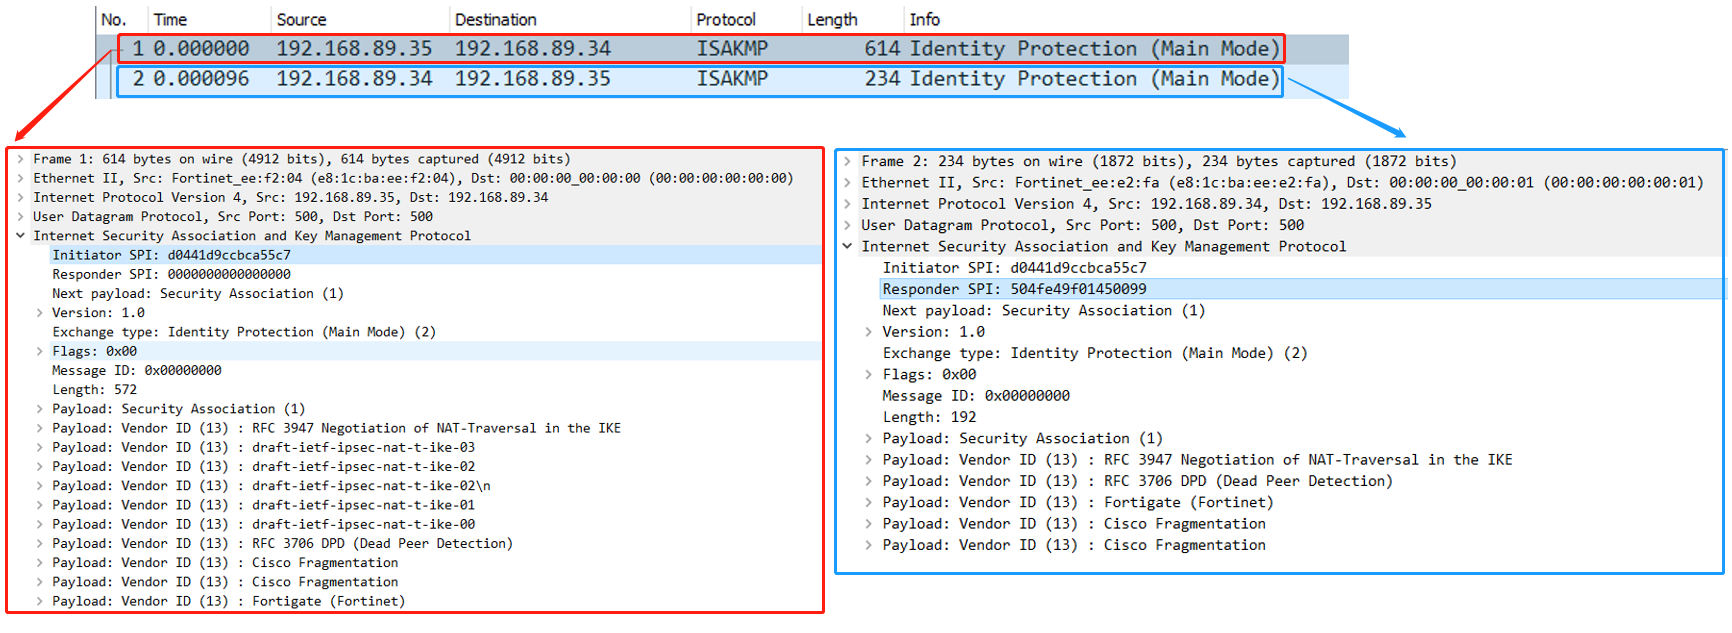 No. Time Source Destination Protocol Length Info
1 0.000000 192.168.89.35 192.168.89.34 ISAKMP 614 Identity Protection (Main Mode)
2 0.000096 192.168.89.34 192.168.89.35 ISAKMP 234 Identity Protection (Main Mode)
Frame 1: 614 bytes on wire (4912 bits), 614 bytes captured (4912 bits)
Ethernet II, Src: Fortinet_ee:f2:04 (e8:1c:ba:ee:f2:04), Dst: 00:00:00_00:00:00 (00:00:00:00:00:00)
Internet Protocol Version 4, Src: 192.168.89.35, Dst: 192.168.89.34
User Datagram Protocol, Src Port: 500, Dst Port: 500
Internet Security Association and Key Management Protocol
Initiator SPI: d0441d9ccbca55c7
Responder SPI: 0000000000000000
Next payload: Security Association (1)
Version: 1.0
Exchange type: Identity Protection (Main Mode) (2)
Flags: 0x00
Message ID: 0x00000000
Length: 572
Payload: Security Association (1)
Payload: Vendor ID (13) : RFC 3947 Negotiation of NAT-Traversal in the IKE
Payload: Vendor ID (13) : draft-ietf-ipsec-nat-t-ike-03
Payload: Vendor ID (13) : draft-ietf-ipsec-nat-t-ike-02
Payload: Vendor ID (13) : draft-ietf-ipsec-nat-t-ike-02\n
Payload: Vendor ID (13) : draft-ietf-ipsec-nat-t-ike-01
Payload: Vendor ID (13) : draft-ietf-ipsec-nat-t-ike-00
Payload: Vendor ID (13) : RFC 3706 DPD (Dead Peer Detection)
Payload: Vendor ID (13) : Cisco Fragmentation
Payload: Vendor ID (13) : Cisco Fragmentation
Payload: Vendor ID (13) : Fortigate (Fortinet)
Frame 2: 234 bytes on wire (1872 bits), 234 bytes captured (1872 bits)
Ethernet II, Src: Fortinet_ee:e2:fa (e8:1c:ba:ee:e2:fa), Dst: 00:00:00_00:00:01 (00:00:00:00:00:01)
Internet Protocol Version 4, Src: 192.168.89.34, Dst: 192.168.89.35
User Datagram Protocol, Src Port: 500, Dst Port: 500
Internet Security Association and Key Management Protocol
Initiator SPI: d0441d9ccbca55c7
Responder SPI: 504fe49f01450099
Next payload: Security Association (1)
Version: 1.0
Exchange type: Identity Protection (Main Mode) (2)
Flags: 0x00
Message ID: 0x00000000
Length: 192
Payload: Security Association (1)
Payload: Vendor ID (13) : RFC 3947 Negotiation of NAT-Traversal in the IKE
Payload: Vendor ID (13) : RFC 3706 DPD (Dead Peer Detection)
Payload: Vendor ID (13) : Fortigate (Fortinet)
Payload: Vendor ID (13) : Cisco Fragmentation
Payload: Vendor ID (13) : Cisco Fragmentation